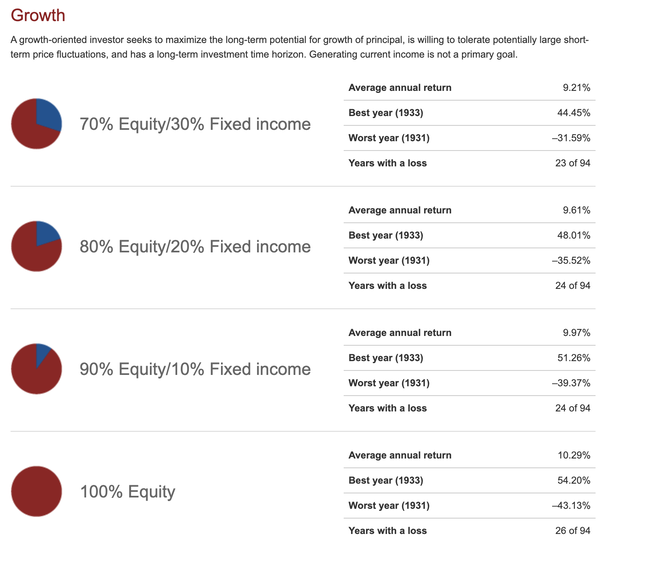 Growth
A growth-oriented investor seeks to maximize the long-term potential for growth of principal, is willing to tolerate potentially large short-
term price fluctuations, and has a long-term investment time horizon. Generating current income is not a primary goal.
70% Equity/30% Fixed income
Average annual return 9.21%
Best year (1933) 44.45%
Worst year (1931) –31.59%
Years with a loss 23 of 94
80% Equity/20% Fixed income
Average annual return 9.61%
Best year (1933) 48.01%
Worst year (1931) –35.52%
Years with a loss 24 of 94
90% Equity/10% Fixed income
Average annual return 9.97%
Best year (1933) 51.26%
Worst year (1931) –39.37%
Years with a loss 24 of 94
100% Equity
Average annual return 10.29%
Best year (1933) 54.20%
Worst year (1931) –43.13%
Years with a loss 26 of 94